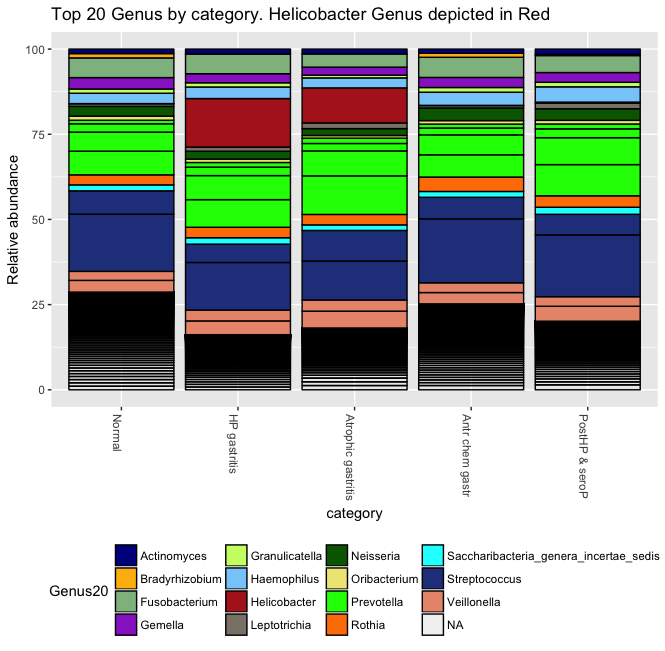 Top 20 Genus by category. Helicobacter Genus depicted in Red
Relative abundance
100
75
50
25
0
Normal
HP gastritis
Atrophic gastritis
Antr chem gastr
PostHP & seroP
category
Genus20
Actinomyces
Bradyrhizobium
Fusobacterium
Gemella
Granulicatella
Haemophilus
Helicobacter
Leptotrichia
Neisseria
Oribacterium
Prevotella
Rothia
Saccharibacteria_genera_incertae_sedis
Streptococcus
Veillonella
NA